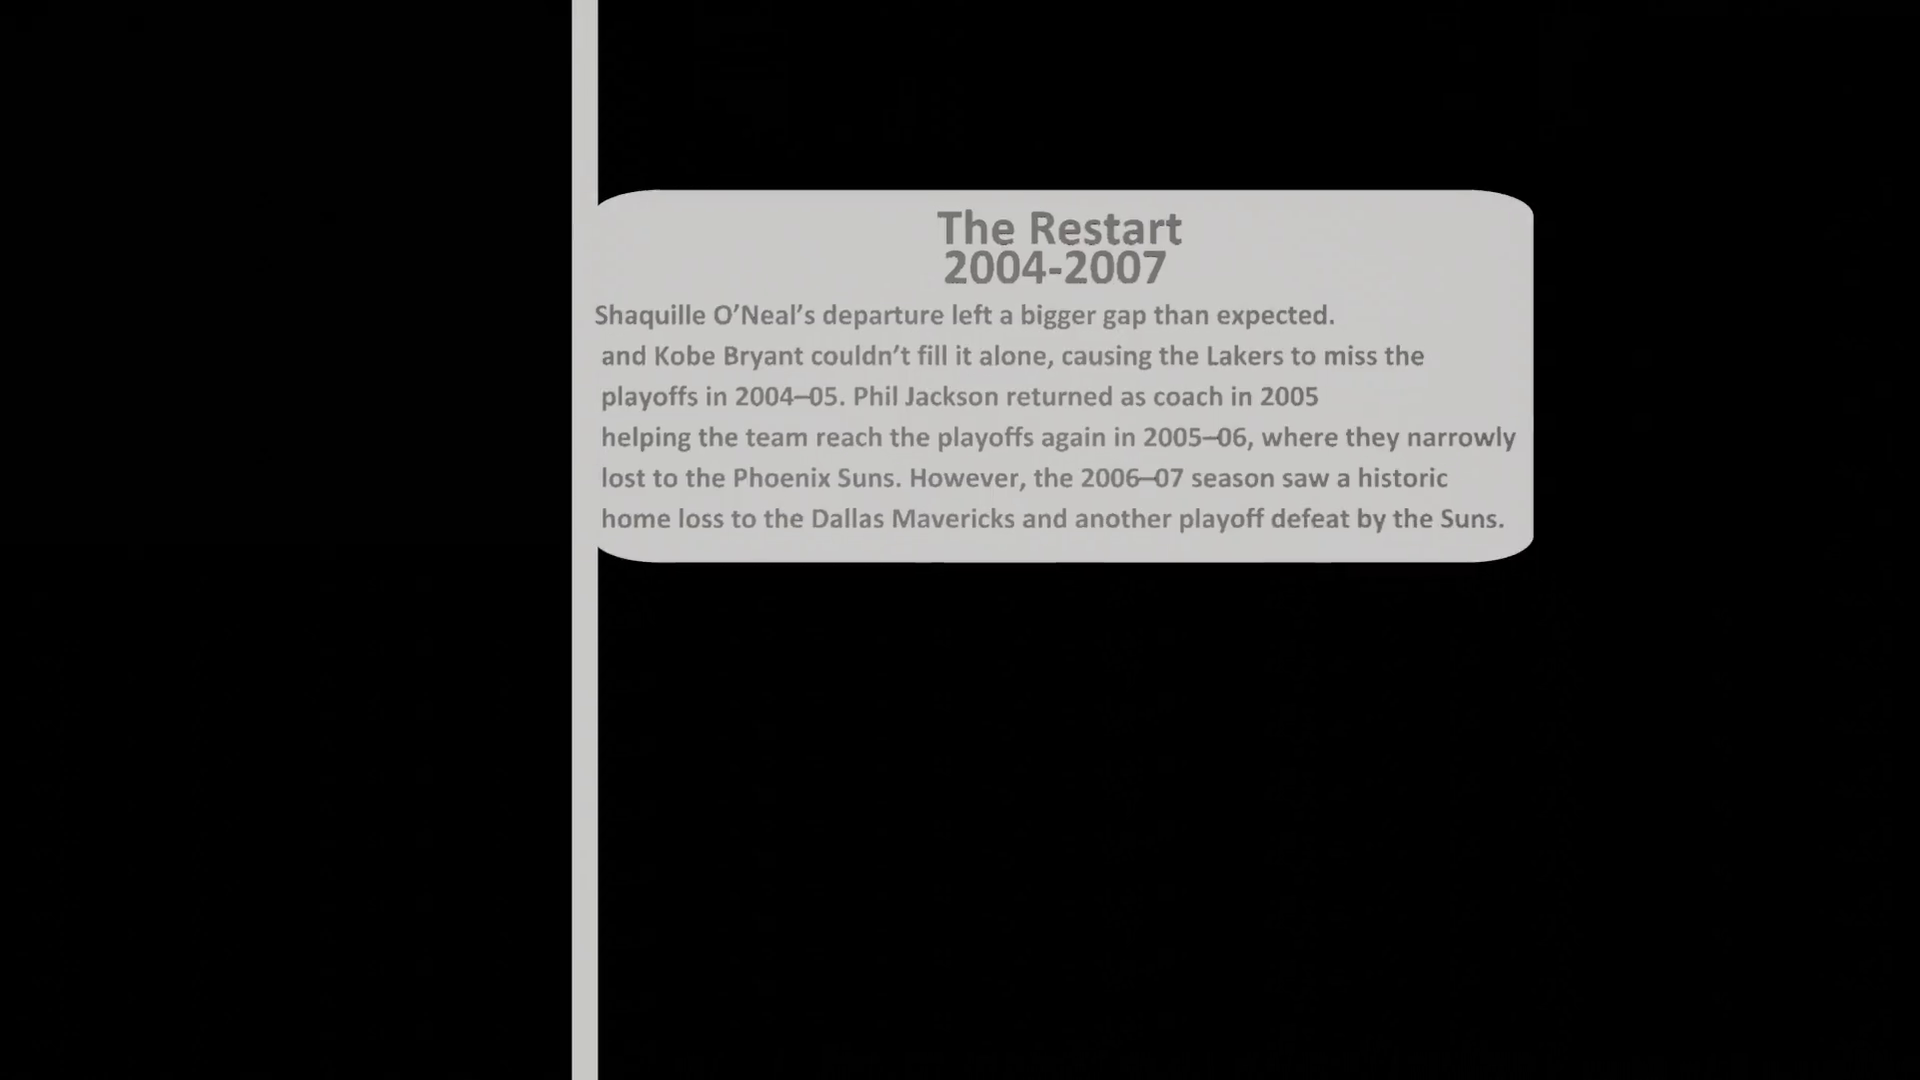 The Restart
2004-2007
Shaquille O’Neal’s departure left a bigger gap than expected.
and Kobe Bryant couldn’t fill it alone, causing the Lakers to miss the
playoffs in 2004–05. Phil Jackson returned as coach in 2005
helping the team reach the playoffs again in 2005–06, where they narrowly
lost to the Phoenix Suns. However, the 2006–07 season saw a historic
home loss to the Dallas Mavericks and another playoff defeat by the Suns.